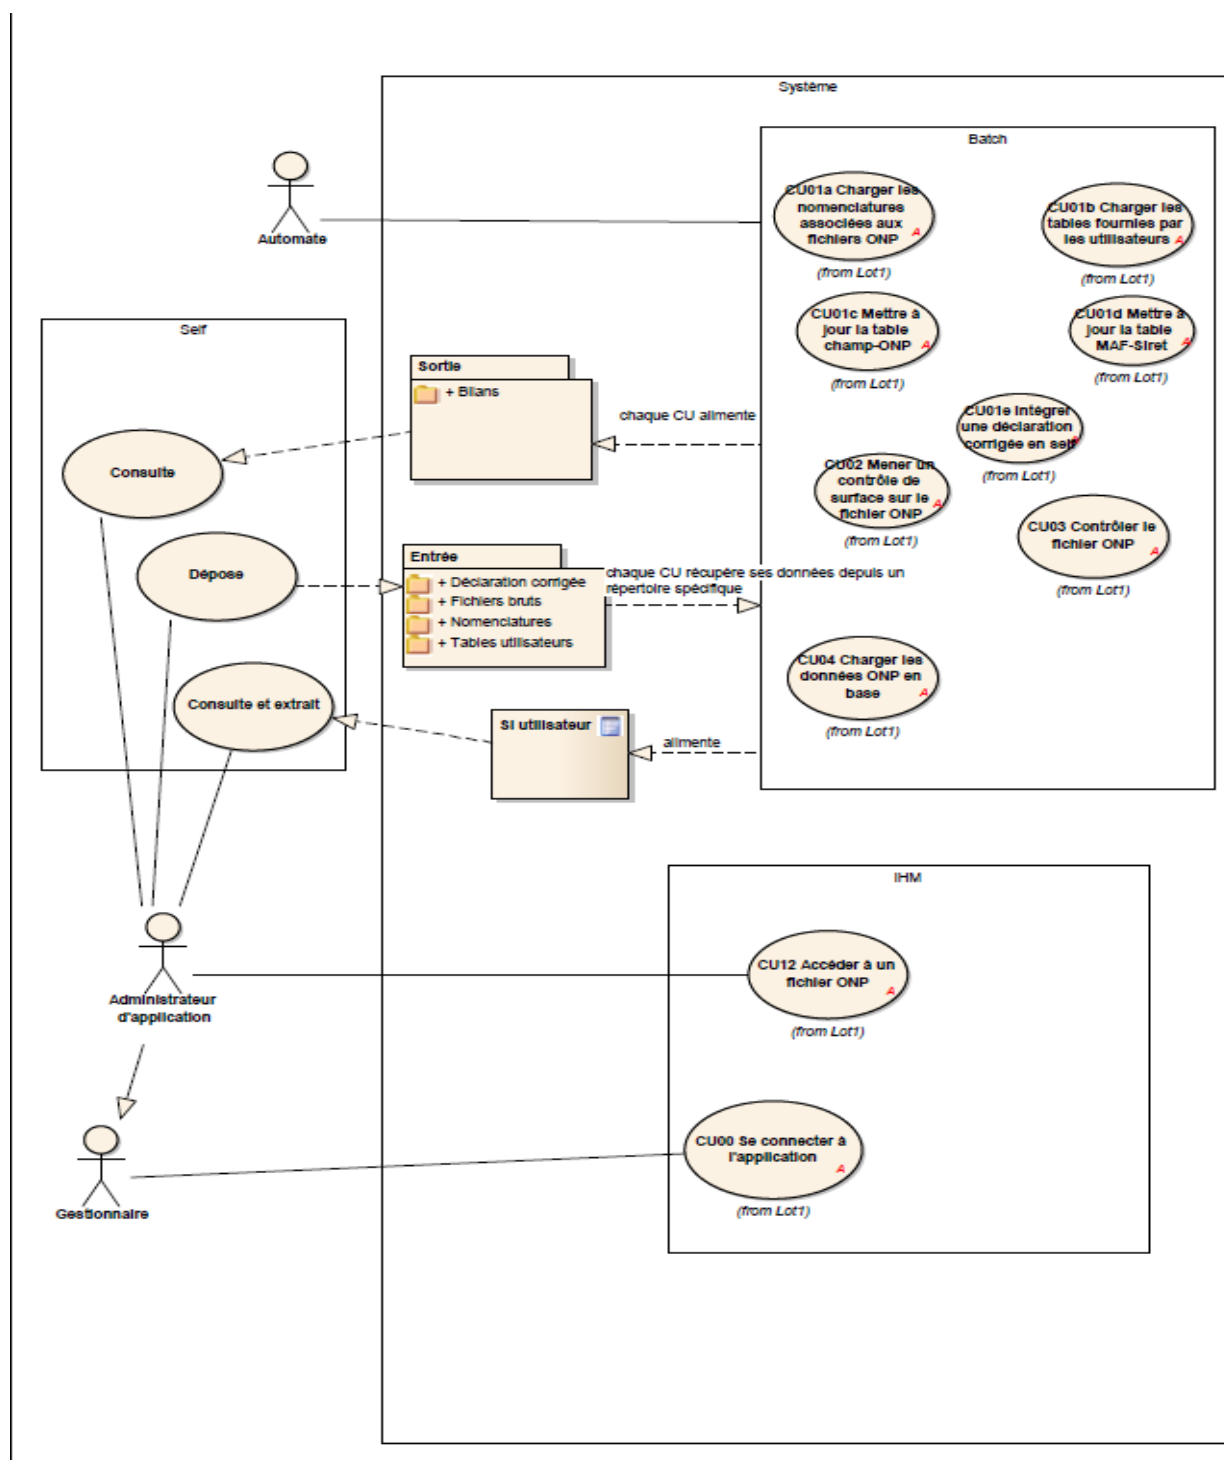 Système
Batch
Automate
CU01a Charger les
nomenclatures
associées aux
fichiers ONP
A
(from Lot1)
CU01b Charger les
tables fournies par
les utilisateurs
A
(from Lot1)
CU01c Mettre à
jour la table
champ-ONP
A
(from Lot1)
CU01d Mettre à
jour la table
MAF-Siret
A
(from Lot1)
Self
Sortie
+ Bilans
chaque CU alimente
CU01e Intégrer
une déclaration
corrigée en self
A
(from Lot1)
Consulte
CU02 Mener un
contrôle de
surface sur le
fichier ONP
A
(from Lot1)
CU03 Contrôler le
fichier ONP
A
(from Lot1)
Dépose
Entrée
+ Déclaration corrigée
+ Fichiers bruts
+ Nomenclatures
+ Tables utilisateurs
chaque CU récupère ses données depuis un
répertoire spécifique
Consulte et extrait
SI utilisateur
alimente
CU04 Charger les
données ONP en
base
A
(from Lot1)
IHM
Administrateur
d'application
CU12 Accéder à un
fichier ONP
A
(from Lot1)
Gestionnaire
CU00 Se connecter à
l'application
A
(from Lot1)